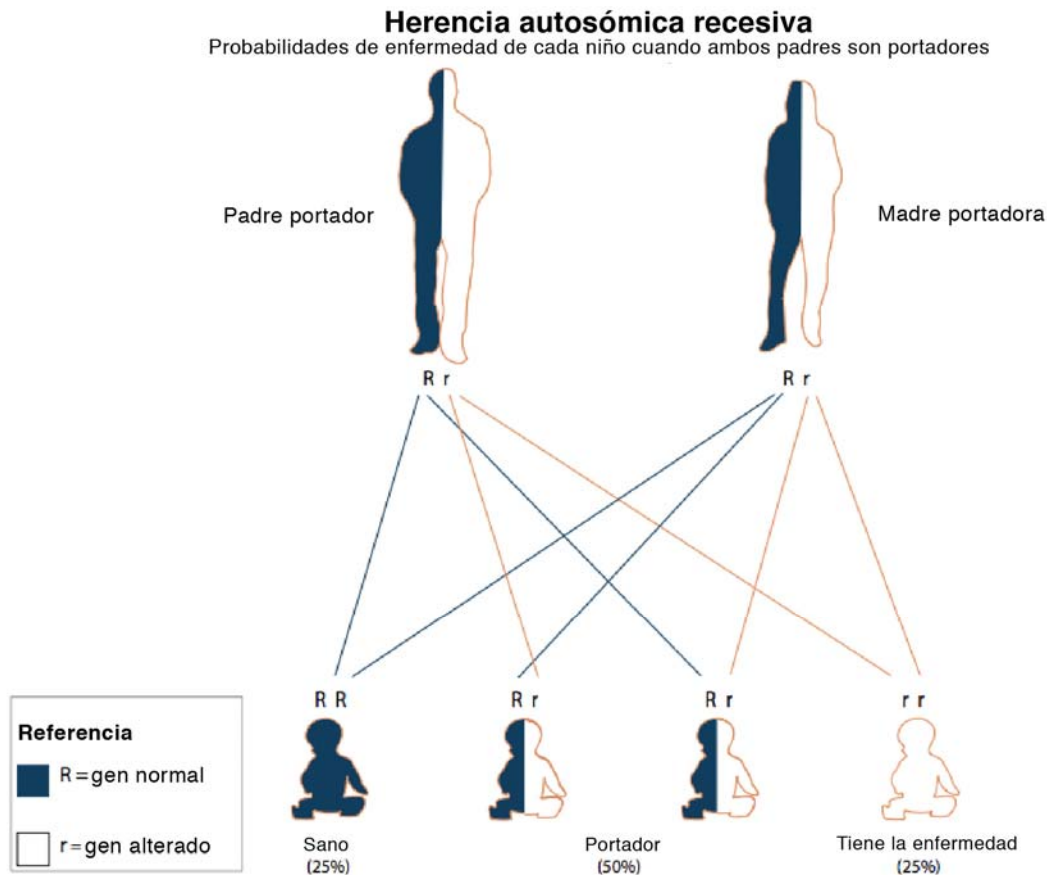 Herencia autosómica recesiva
Probabilidades de enfermedad de cada niño cuando ambos padres son portadores
Padre portador
Madre portadora
R r
R r
R R
R r
R r
r r
Referencia
R=gen normal
r=gen alterado
Sano
(25%)
Portador
(50%)
Tiene la enfermedad
(25%)